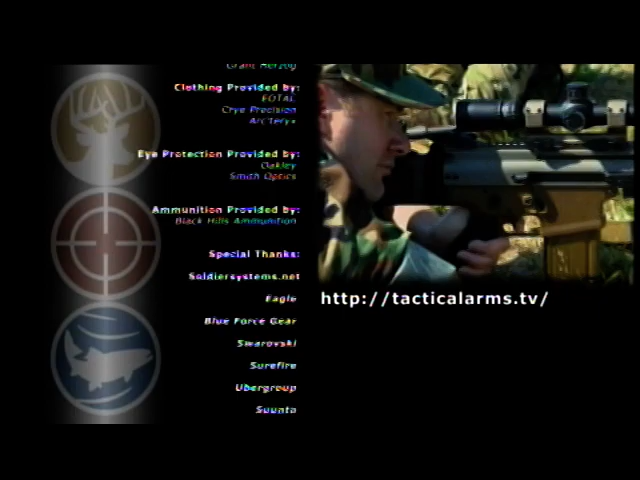 Grant Herzog
Clothing Provided by:
EOTAC
Crye Precision
Arc'teryx
Eye Protection Provided by:
Oakley
Smith Optics
Ammunition Provided by:
Black Hills Ammunition
Special Thanks:
Soldiersystems.net
Eagle
Blue Force Gear
Swarovski
Surefire
Ubergroup
Suunto
http://tacticalarms.tv/